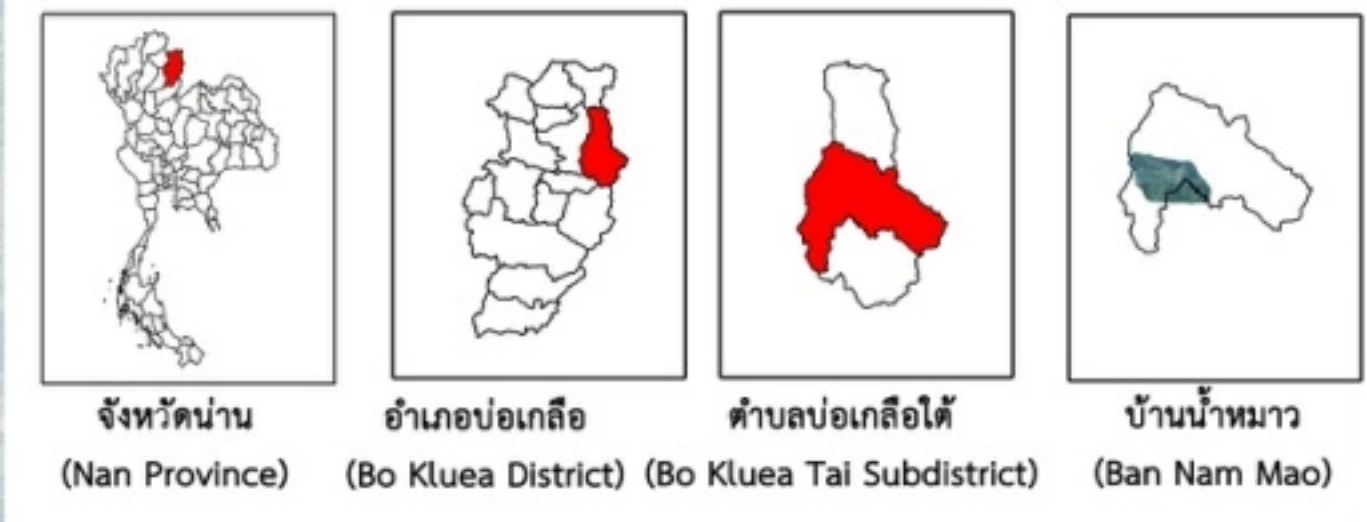 จังหวัดน่าน อำเภอบ่อเกลือ ตำบลบ่อเกลือใต้ บ้านน้ำหมาว
(Nan Province) (Bo Kluea District) (Bo Kluea Tai Subdistrict) (Ban Nam Mao)